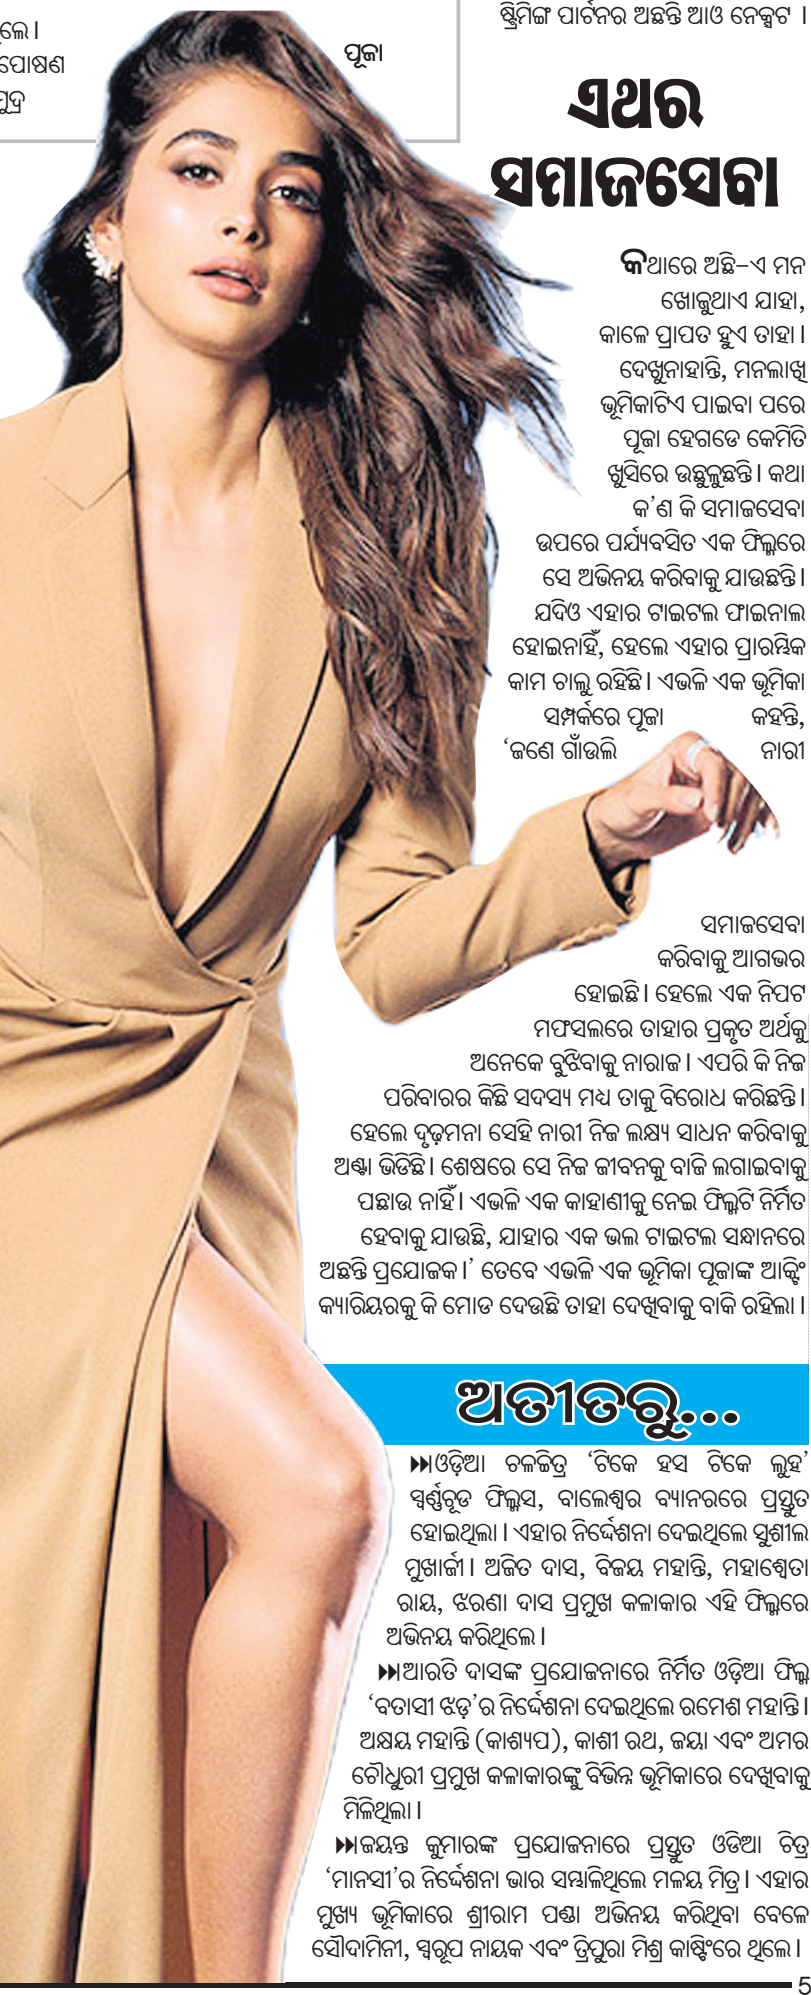 ପୋଷଣ
ପୂଜା
ଷ୍ଟ୍ରିମିଙ୍ଗ ପାର୍ଟନର ଅଛନ୍ତି ଆଓ ନେକ୍ସଟ ।
ଏଥର
ସମାଜସେବା
କଥାରେ ଅଛି–ଏ ମନ
ଖୋଜୁଥାଏ ଯାହା,
କାଳେ ପ୍ରାପତ ହୁଏ ତାହା ।
ଦେଖୁନାହାନ୍ତି, ମନଲାଖି
ଭୂମିକାଟିଏ ପାଇବା ପରେ
ପୂଜା ହେଗଡେ କେମିତି
ଖୁସିରେ ଉଛୁଳୁଛନ୍ତି । କଥା
କ’ଣ କି ସମାଜସେବା
ଉପରେ ପର୍ଯ୍ୟବସିତ ଏକ ଫିଲ୍ମରେ
ସେ ଅଭିନୟ କରିବାକୁ ଯାଉଛନ୍ତି ।
ଯଦିଓ ଏହାର ଟାଇଟଲ ଫାଇନାଲ
ହୋଇନାହିଁ, ହେଲେ ଏହାର ପ୍ରାରମ୍ଭିକ
କାମ ଚାଲୁ ରହିଛି । ଏଭଳି ଏକ ଭୂମିକା
ସମ୍ପର୍କରେ ପୂଜା କହନ୍ତି,
‘ଜଣେ ଗାଁଉଲି ନାରୀ
ସମାଜସେବା
କରିବାକୁ ଆଗଭର
ହୋଇଛି । ହେଲେ ଏକ ନିପଟ
ମଫସଲରେ ତାହାର ପ୍ରକୃତ ଅର୍ଥକୁ
ଅନେକେ ବୁଝିବାକୁ ନାରାଜ । ଏପରି କି ନିଜ
ପରିବାରର କିଛି ସଦସ୍ୟ ମଧ୍ୟ ତାକୁ ବିରୋଧ କରିଛନ୍ତି ।
ହେଲେ ଦୃଢ଼ମନା ସେହି ନାରୀ ନିଜ ଲକ୍ଷ୍ୟ ସାଧନ କରିବାକୁ
ଅଣ୍ଟା ଭିଡିଛି । ଶେଷରେ ସେ ନିଜ ଜୀବନକୁ ବାଜି ଲଗାଇବାକୁ
ପଛାଉ ନାହିଁ । ଏଭଳି ଏକ କାହାଣୀକୁ ନେଇ ଫିଲ୍ମଟି ନିର୍ମିତ
ହେବାକୁ ଯାଉଛି, ଯାହାର ଏକ ଭଲ ଟାଇଟଲ ସନ୍ଧାନରେ
ଅଛନ୍ତି ପ୍ରଯୋଜକ ।’ ତେବେ ଏଭଳି ଏକ ଭୂମିକା ପୂଜାଙ୍କ ଆକ୍ଟିଂ
କ୍ୟାରିୟରକୁ କି ମୋଡ ଦେଉଛି ତାହା ଦେଖିବାକୁ ବାକି ରହିଲା ।
ଅତୀତରୁ...
ଓଡ଼ିଆ ଚଳଚ୍ଚିତ୍ର ‘ଟିକେ ହସ ଟିକେ ଲୁହ’
ସ୍ୱର୍ଣ୍ଣଚୂଡ ଫିଲ୍ମସ, ବାଲେଶ୍ୱର ବ୍ୟାନରରେ ପ୍ରସ୍ତୁତ
ହୋଇଥିଲା । ଏହାର ନିର୍ଦ୍ଦେଶନା ଦେଇଥିଲେ ସୁଶୀଲ
ମୁଖାର୍ଜୀ । ଅଜିତ ଦାସ, ବିଜୟ ମହାନ୍ତି, ମହାଶ୍ୱେତା
ରାୟ, ଝରଣା ଦାସ ପ୍ରମୁଖ କଳାକାର ଏହି ଫିଲ୍ମରେ
ଅଭିନୟ କରିଥିଲେ ।
ଆରତି ଦାସଙ୍କ ପ୍ରଯୋଜନାରେ ନିର୍ମିତ ଓଡ଼ିଆ ଫିଲ୍ମ
‘ବତାସୀ ଝଡ଼’ର ନିର୍ଦ୍ଦେଶନା ଦେଇଥିଲେ ରମେଶ ମହାନ୍ତି ।
ଅକ୍ଷୟ ମହାନ୍ତି (କାଶ୍ୟପ), କାଶୀ ରଥ, ଜୟା ଏବଂ ଅମର
ଚୌଧୁରୀ ପ୍ରମୁଖ କଳାକାରଙ୍କୁ ବିଭିନ୍ନ ଭୂମିକାରେ ଦେଖିବାକୁ
ମିଳିଥିଲା ।
ଜୟନ୍ତ କୁମାରଙ୍କ ପ୍ରଯୋଜନାରେ ପ୍ରସ୍ତୁତ ଓଡିଆ ଚିତ୍ର
‘ମାନସୀ’ର ନିର୍ଦ୍ଦେଶନା ଭାର ସମ୍ଭାଳିଥିଲେ ମଳୟ ମିତ୍ର । ଏହାର
ମୁଖ୍ୟ ଭୂମିକାରେ ଶ୍ରୀରାମ ପଣ୍ଡା ଅଭିନୟ କରିଥିବା ବେଳେ
ସୌଦାମିନୀ, ସ୍ୱରୂପ ନାୟକ ଏବଂ ତ୍ରିପୁରା ମିଶ୍ର କାଷ୍ଟିଂରେ ଥିଲେ ।
5